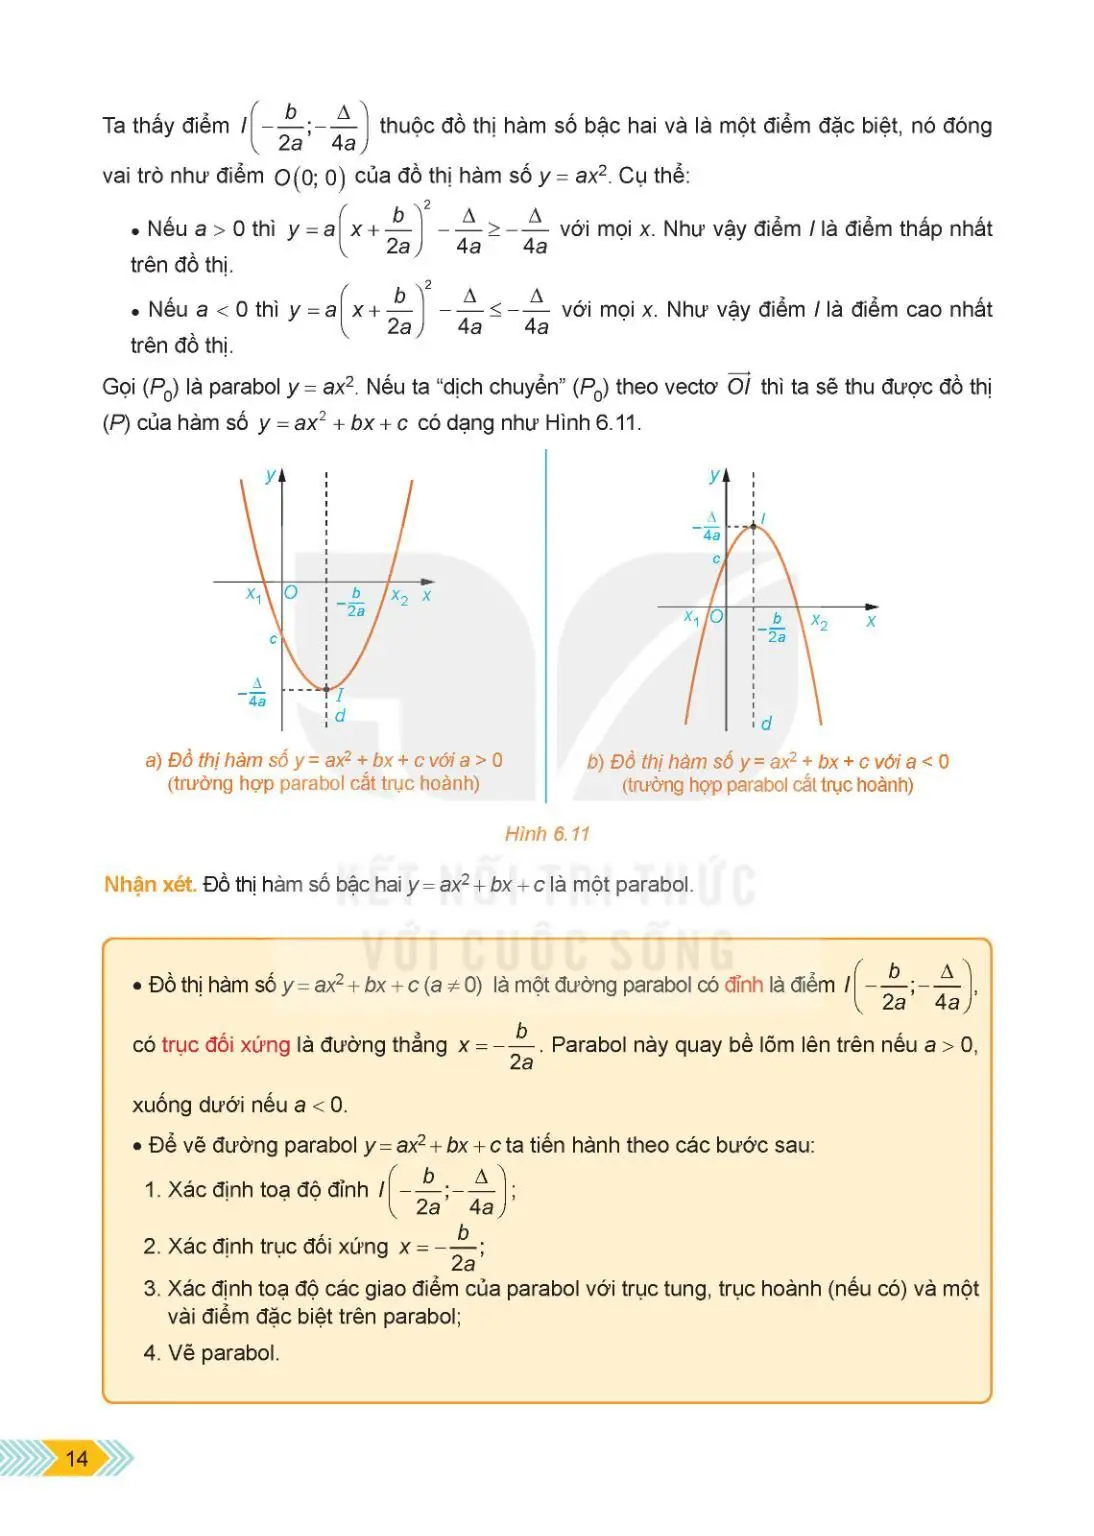 Ta thấy điểm I(−b/2a; −Δ/4a) thuộc đồ thị hàm số bậc hai và là một điểm đặc biệt, nó đóng
vai trò như điểm O(0; 0) của đồ thị hàm số y = ax². Cụ thể:
• Nếu a > 0 thì y = a(x + b/2a)² − Δ/4a ≥ −Δ/4a với mọi x. Như vậy điểm I là điểm thấp nhất
trên đồ thị.
• Nếu a < 0 thì y = a(x + b/2a)² − Δ/4a ≤ −Δ/4a với mọi x. Như vậy điểm I là điểm cao nhất
trên đồ thị.
Gọi (P₀) là parabol y = ax². Nếu ta “dịch chuyển” (P₀) theo vectơ OI⃗ thì ta sẽ thu được đồ thị
(P) của hàm số y = ax² + bx + c có dạng như Hình 6.11.
y
x₁ O −b/2a x₂ x
c
−Δ/4a
I
d
a) Đồ thị hàm số y = ax² + bx + c với a > 0
(trường hợp parabol cắt trục hoành)
y
−Δ/4a
I
c
x₁ O −b/2a x₂ x
d
b) Đồ thị hàm số y = ax² + bx + c với a < 0
(trường hợp parabol cắt trục hoành)
Hình 6.11
KẾT NỐI TRI THỨC
VỚI CUỘC SỐNG
Nhận xét. Đồ thị hàm số bậc hai y = ax² + bx + c là một parabol.
• Đồ thị hàm số y = ax² + bx + c (a ≠ 0) là một đường parabol có đỉnh là điểm I(−b/2a; −Δ/4a),
có trục đối xứng là đường thẳng x = −b/2a. Parabol này quay bề lõm lên trên nếu a > 0,
xuống dưới nếu a < 0.
• Để vẽ đường parabol y = ax² + bx + c ta tiến hành theo các bước sau:
1. Xác định toạ độ đỉnh I(−b/2a; −Δ/4a);
2. Xác định trục đối xứng x = −b/2a;
3. Xác định toạ độ các giao điểm của parabol với trục tung, trục hoành (nếu có) và một
vài điểm đặc biệt trên parabol;
4. Vẽ parabol.
14